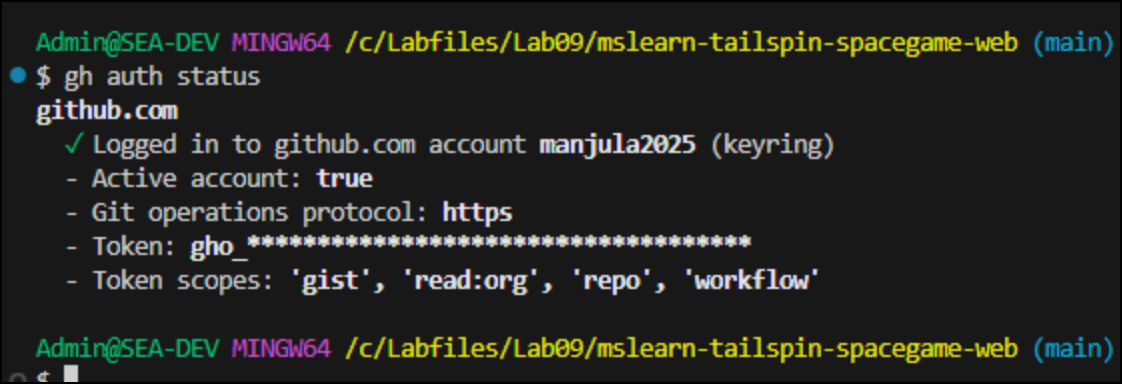 Admin@SEA-DEV MINGW64 /c/Labfiles/Lab09/mslearn-tailspin-spacegame-web (main)
$ gh auth status
github.com
✓ Logged in to github.com account manjula2025 (keyring)
- Active account: true
- Git operations protocol: https
- Token: gho_************************************
- Token scopes: 'gist', 'read:org', 'repo', 'workflow'
Admin@SEA-DEV MINGW64 /c/Labfiles/Lab09/mslearn-tailspin-spacegame-web (main)
$